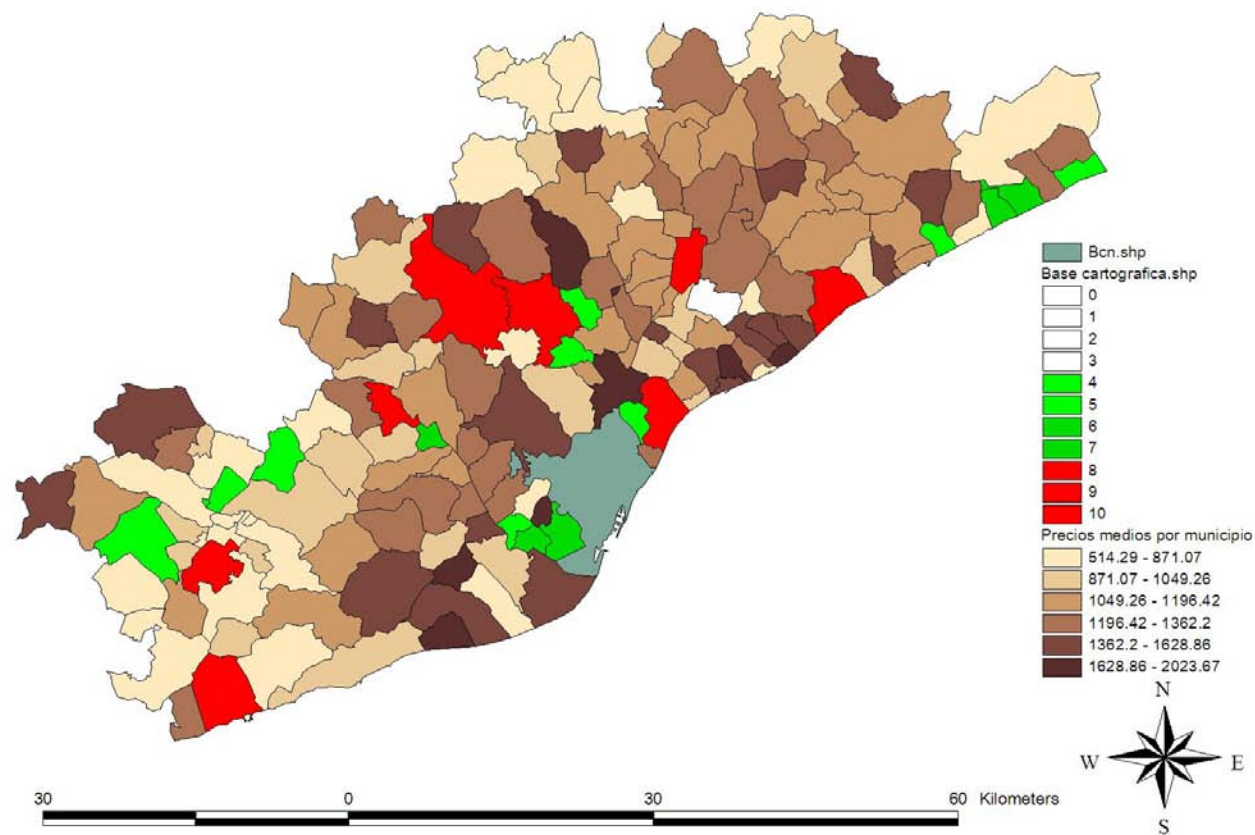 Bcn.shp
Base cartografica.shp
0
1
2
3
4
5
6
7
8
9
10
Precios medios por municipio
514.29 - 871.07
871.07 - 1049.26
1049.26 - 1196.42
1196.42 - 1362.2
1362.2 - 1628.86
1628.86 - 2023.67
N
W E
S
30 0 30 60 Kilometers